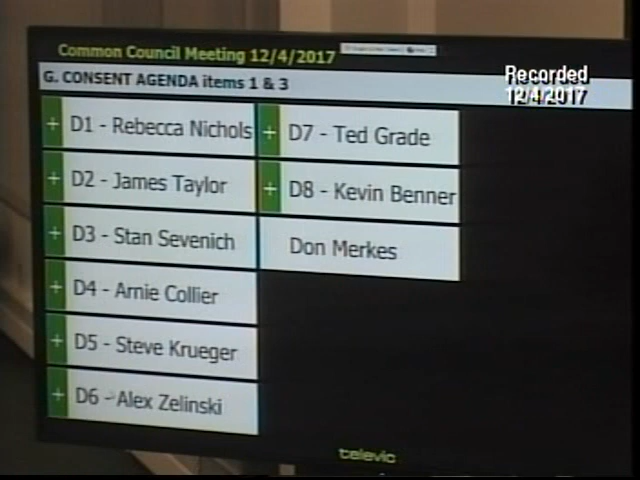 Common Council Meeting 12/4/2017
G. CONSENT AGENDA items 1 & 3
Recorded
12/4/2017
+ D1 - Rebecca Nichols
+ D2 - James Taylor
+ D3 - Stan Sevenich
+ D4 - Arnie Collier
+ D5 - Steve Krueger
+ D6 - Alex Zelinski
+ D7 - Ted Grade
+ D8 - Kevin Benner
Don Merkes
televic